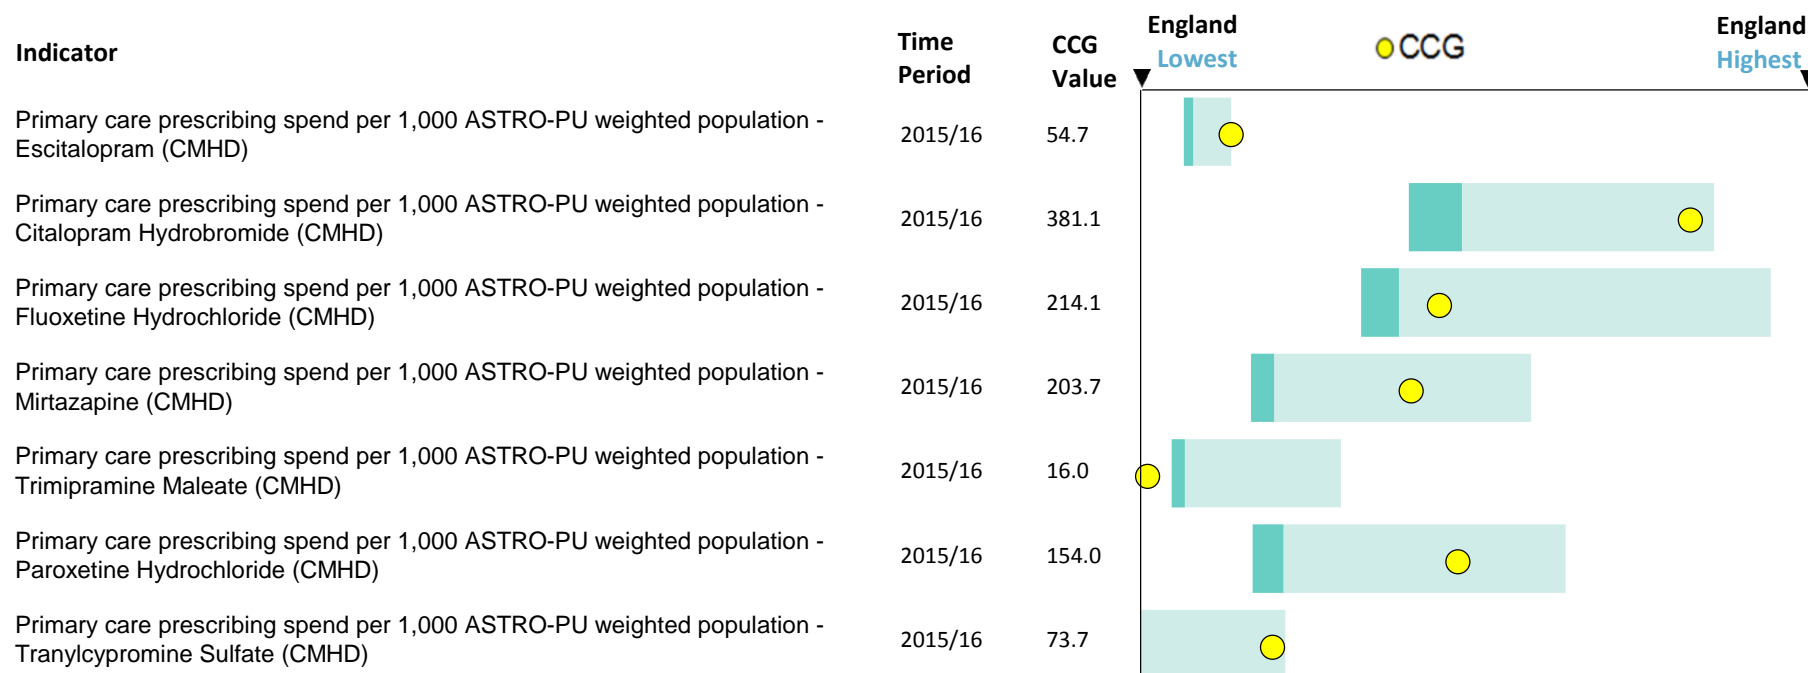 Indicator
Time
Period
CCG
Value
England
Lowest
CCG
England
Highest
Primary care prescribing spend per 1,000 ASTRO-PU weighted population -
Escitalopram (CMHD)
2015/16
54.7
Primary care prescribing spend per 1,000 ASTRO-PU weighted population -
Citalopram Hydrobromide (CMHD)
2015/16
381.1
Primary care prescribing spend per 1,000 ASTRO-PU weighted population -
Fluoxetine Hydrochloride (CMHD)
2015/16
214.1
Primary care prescribing spend per 1,000 ASTRO-PU weighted population -
Mirtazapine (CMHD)
2015/16
203.7
Primary care prescribing spend per 1,000 ASTRO-PU weighted population -
Trimipramine Maleate (CMHD)
2015/16
16.0
Primary care prescribing spend per 1,000 ASTRO-PU weighted population -
Paroxetine Hydrochloride (CMHD)
2015/16
154.0
Primary care prescribing spend per 1,000 ASTRO-PU weighted population -
Tranylcypromine Sulfate (CMHD)
2015/16
73.7